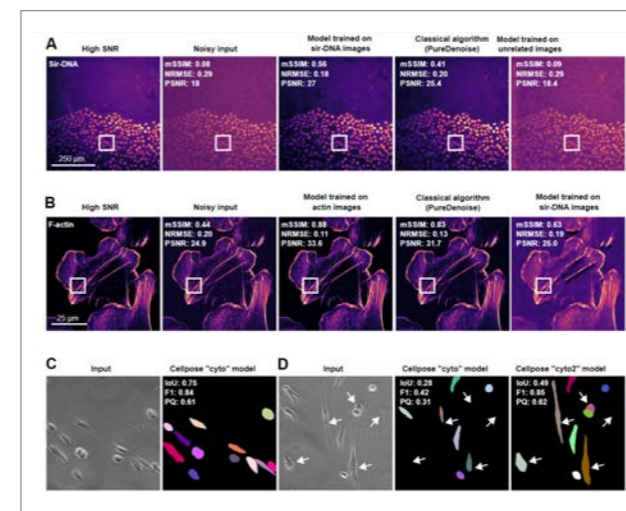 A
High SNR
Noisy input
Model trained on
sir-DNA images
Classical algorithm
(PureDenoise)
Model trained on
unrelated images
Sir-DNA
250 µm
mSSIM: 0.08
NRMSE: 0.29
PSNR: 18
mSSIM: 0.56
NRMSE: 0.18
PSNR: 27
mSSIM: 0.41
NRMSE: 0.20
PSNR: 25.4
mSSIM: 0.09
NRMSE: 0.29
PSNR: 18.4
B
High SNR
Noisy input
Model trained on
actin images
Classical algorithm
(PureDenoise)
Model trained on
sir-DNA images
F-actin
25 µm
mSSIM: 0.44
NRMSE: 0.20
PSNR: 24.9
mSSIM: 0.88
NRMSE: 0.11
PSNR: 33.6
mSSIM: 0.83
NRMSE: 0.13
PSNR: 31.7
mSSIM: 0.63
NRMSE: 0.19
PSNR: 25.0
C
Input
Cellpose "cyto" model
IoU: 0.75
F1: 0.84
PQ: 0.61
D
Input
Cellpose "cyto" model
Cellpose "cyto2" model
IoU: 0.28
F1: 0.42
PQ: 0.31
IoU: 0.49
F1: 0.85
PQ: 0.62